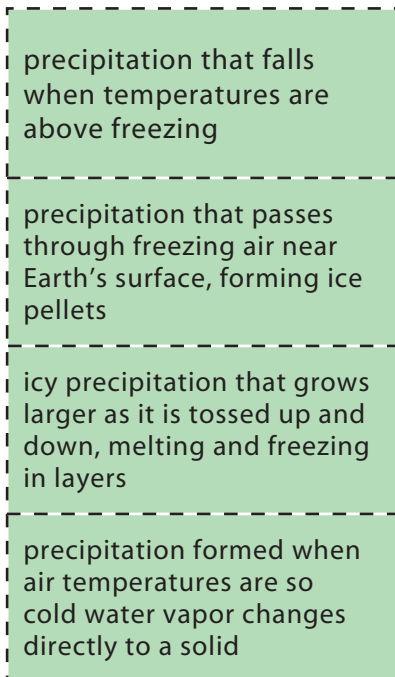 precipitation that falls
when temperatures are
above freezing
precipitation that passes
through freezing air near
Earth’s surface, forming ice
pellets
icy precipitation that grows
larger as it is tossed up and
down, melting and freezing
in layers
precipitation formed when
air temperatures are so
cold water vapor changes
directly to a solid